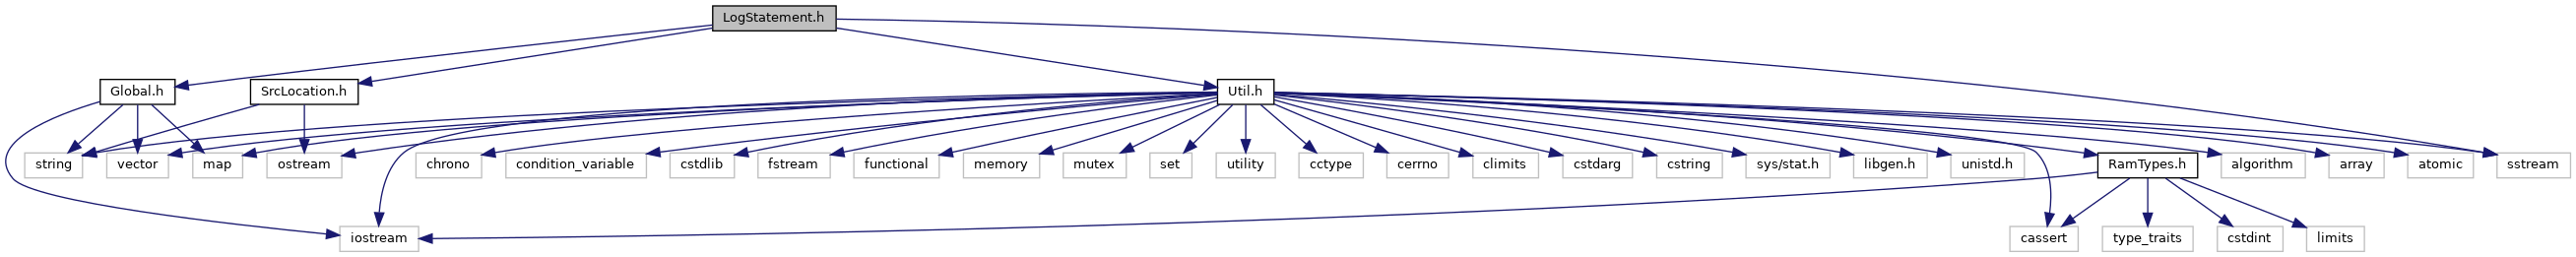 LogStatement.h
Global.h
SrcLocation.h
Util.h
string
vector
map
ostream
chrono
condition_variable
cstdlib
fstream
functional
memory
mutex
set
utility
cctype
cerrno
climits
cstdarg
cstring
sys/stat.h
libgen.h
unistd.h
RamTypes.h
algorithm
array
atomic
sstream
iostream
cassert
type_traits
cstdint
limits